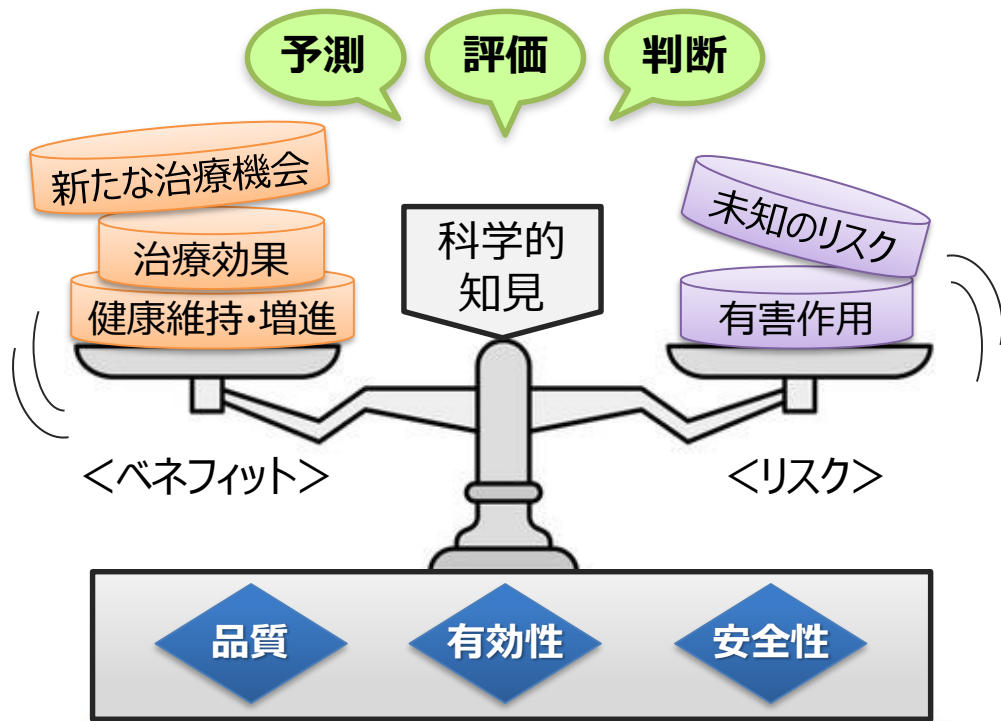 予測
評価
判断
新たな治療機会
治療効果
健康維持・増進
科学的
知見
未知のリスク
有害作用
＜ベネフィット＞
＜リスク＞
品質
有効性
安全性